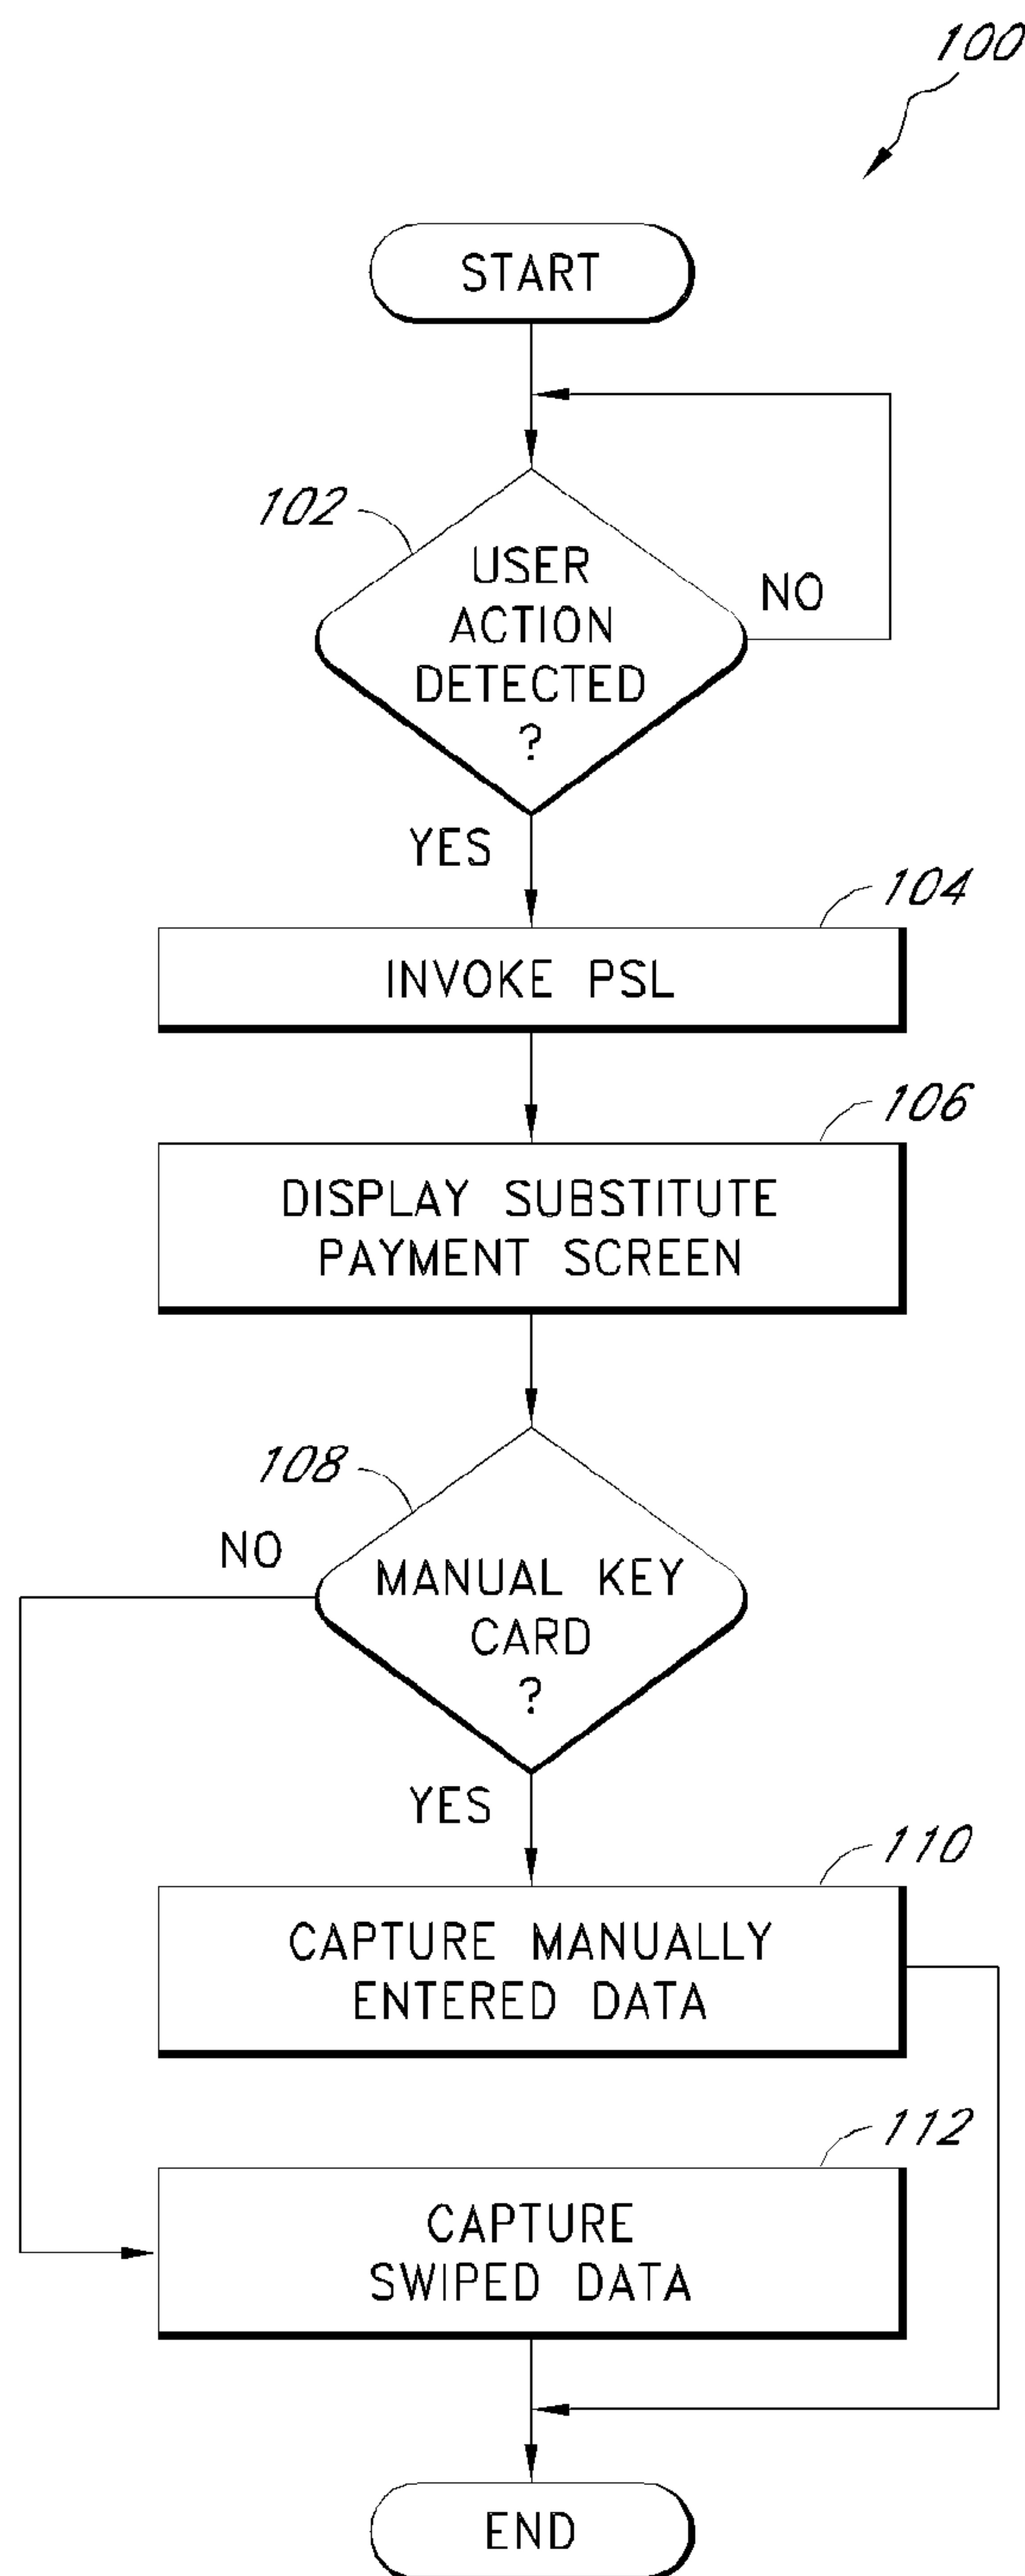 100
START
102
USER
ACTION
DETECTED
?
NO
YES
104
INVOKE PSL
106
DISPLAY SUBSTITUTE
PAYMENT SCREEN
108
NO
MANUAL KEY
CARD
?
YES
110
CAPTURE MANUALLY
ENTERED DATA
112
CAPTURE
SWIPED DATA
END